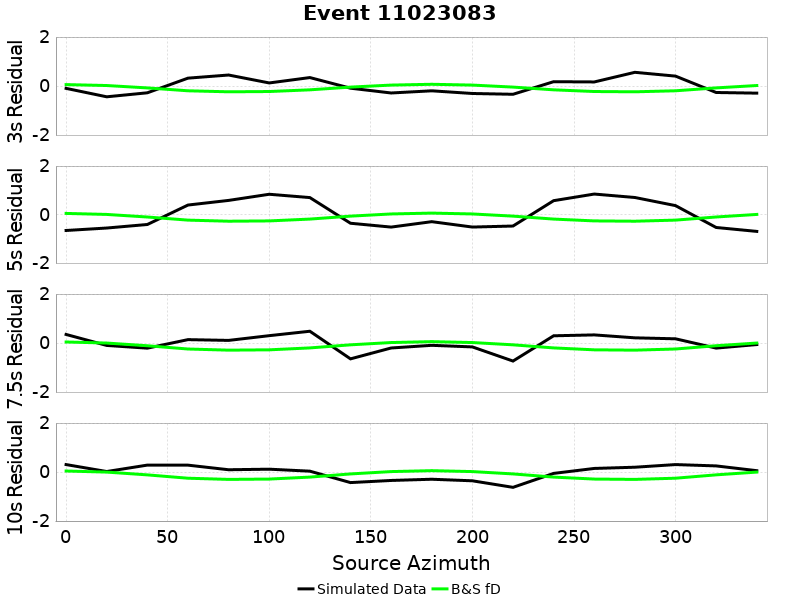 Event 11023083
3s Residual
2
0
-2
5s Residual
2
0
-2
7.5s Residual
2
0
-2
10s Residual
2
0
-2
0 50 100 150 200 250 300
Source Azimuth
Simulated Data B&S fD